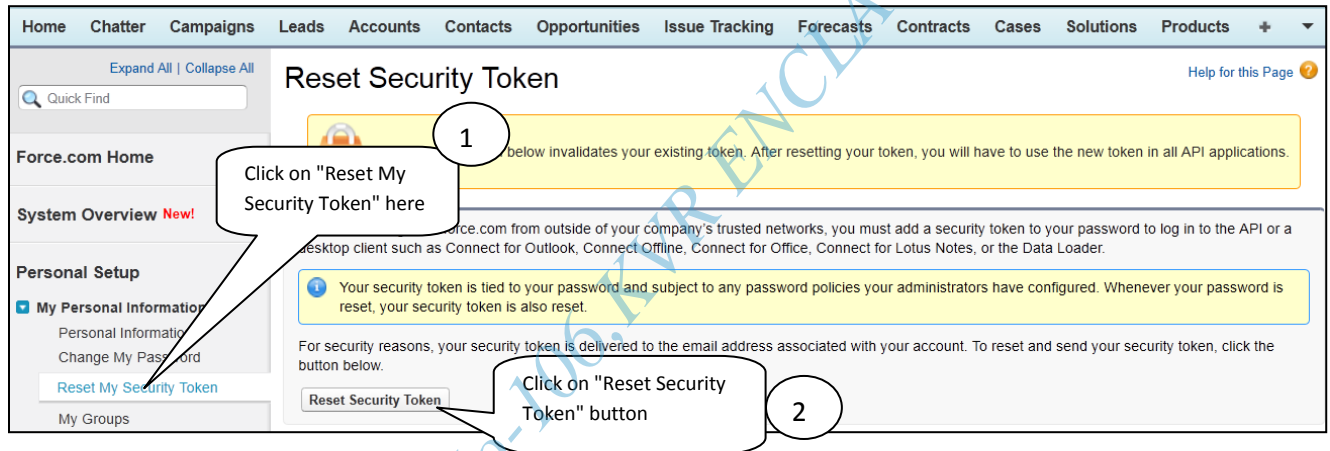 Home Chatter Campaigns Leads Accounts Contacts Opportunities Issue Tracking Forecasts Contracts Cases Solutions Products +
Expand All | Collapse All
Quick Find
Force.com Home
System Overview New!
Personal Setup
My Personal Information
Personal Informatio
Change My Password
Reset My Security Token
My Groups
Reset Security Token
Help for this Page
1
below invalidates your existing token. After resetting your token, you will have to use the new token in all API applications.
Click on "Reset My
Security Token" here
orce.com from outside of your company's trusted networks, you must add a security token to your password to log in to the API or a
desktop client such as Connect for Outlook, Connect Offline, Connect for Office, Connect for Lotus Notes, or the Data Loader.
Your security token is tied to your password and subject to any password policies your administrators have configured. Whenever your password is
reset, your security token is also reset.
For security reasons, your security token is delivered to the email address associated with your account. To reset and send your security token, click the
button below.
Reset Security Token
Click on "Reset Security
Token" button
2
-106,KVR ENCLA